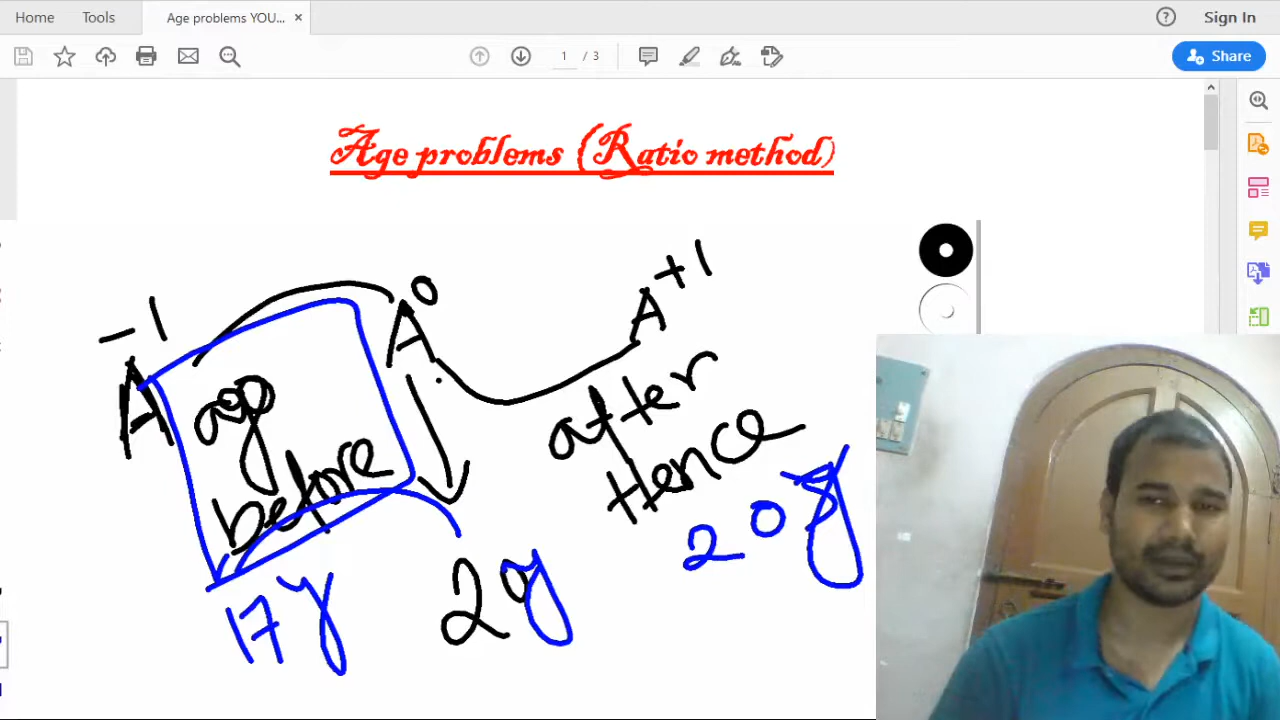 Home Tools Age problems YOU... × Sign In
1 / 3 Share
Age problems (Ratio method)
A -1 A 0 A +1
ago
before
after
Hence
17y 20y 20y